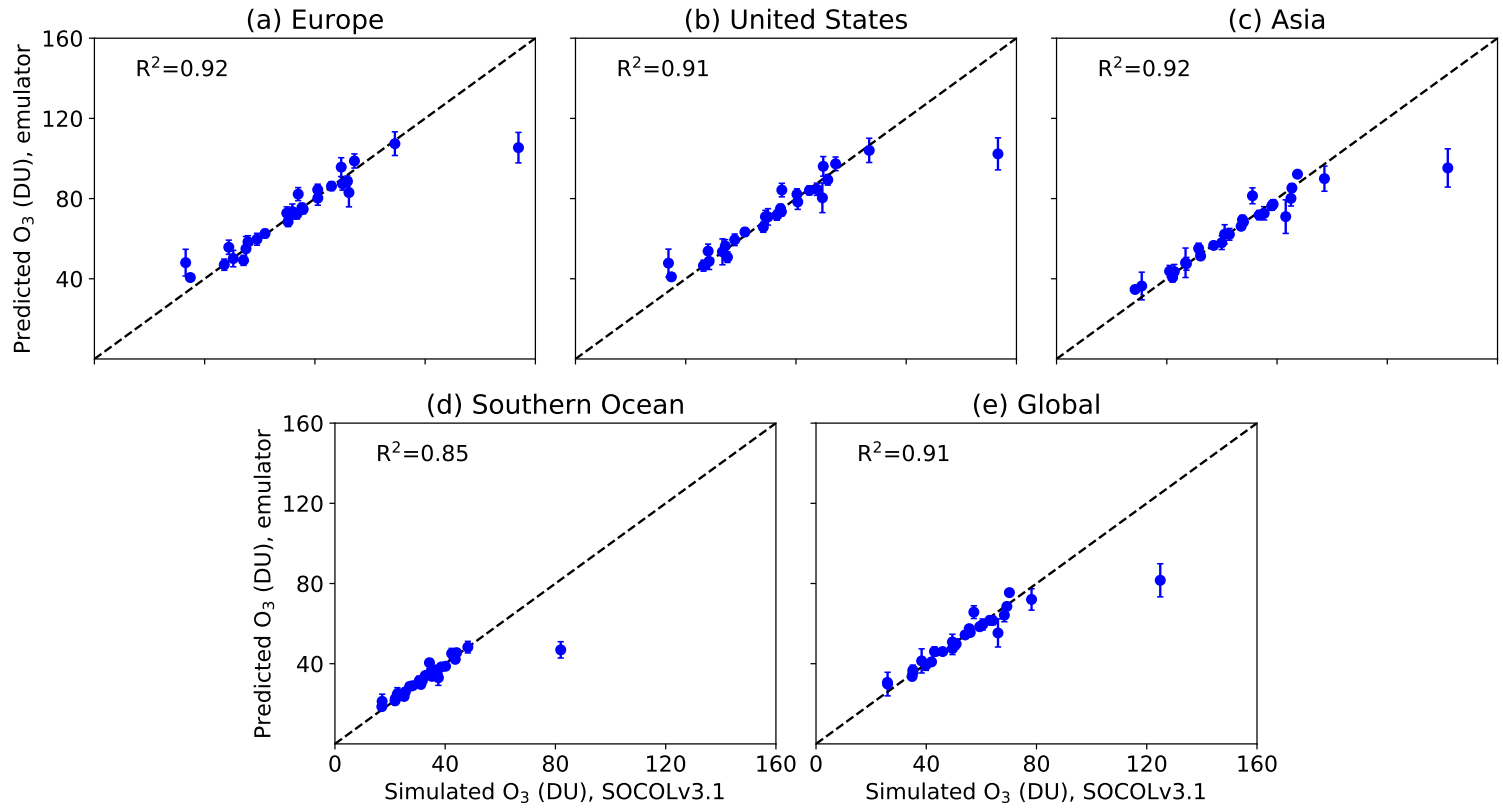 (a) Europe
(b) United States
(c) Asia
Predicted O₃ (DU), emulator
160
120
80
40
R²=0.92
R²=0.91
R²=0.92
(d) Southern Ocean
(e) Global
Predicted O₃ (DU), emulator
160
120
80
40
R²=0.85
R²=0.91
0 40 80 120 160
0 40 80 120 160
Simulated O₃ (DU), SOCOLv3.1
Simulated O₃ (DU), SOCOLv3.1